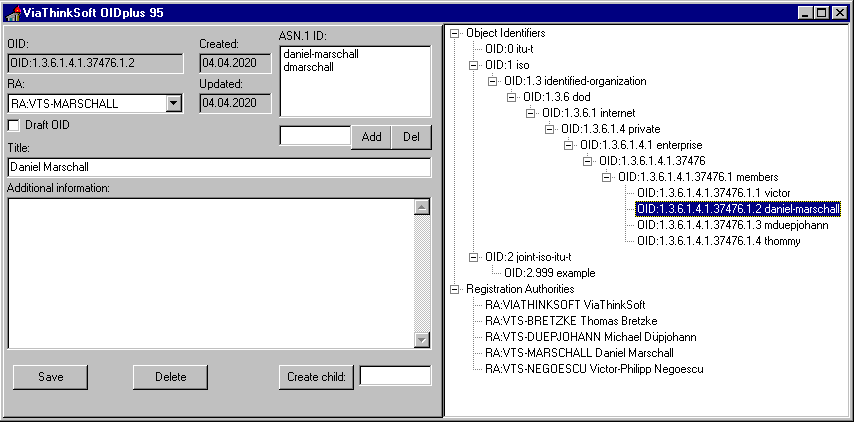 ViaThinkSoft OIDplus 95
OID:
OID:1.3.6.1.4.1.37476.1.2
Created:
04.04.2020
ASN.1 ID:
daniel-marschall
dmarschall
RA:
RA:VTS-MARSCHALL
Updated:
04.04.2020
Draft OID
Add
Del
Title:
Daniel Marschall
Additional information:
Save
Delete
Create child:
Object Identifiers
OID:0 itu-t
OID:1 iso
OID:1.3 identified-organization
OID:1.3.6 dod
OID:1.3.6.1 internet
OID:1.3.6.1.4 private
OID:1.3.6.1.4.1 enterprise
OID:1.3.6.1.4.1.37476
OID:1.3.6.1.4.1.37476.1 members
OID:1.3.6.1.4.1.37476.1.1 victor
OID:1.3.6.1.4.1.37476.1.2 daniel-marschall
OID:1.3.6.1.4.1.37476.1.3 mduepjohann
OID:1.3.6.1.4.1.37476.1.4 thommy
OID:2 joint-iso-itu-t
OID:2.999 example
Registration Authorities
RA:VIATHINKSOFT ViaThinkSoft
RA:VTS-BRETZKE Thomas Bretzke
RA:VTS-DUEPJOHANN Michael Düpjohann
RA:VTS-MARSCHALL Daniel Marschall
RA:VTS-NEGOESCU Victor-Philipp Negoescu